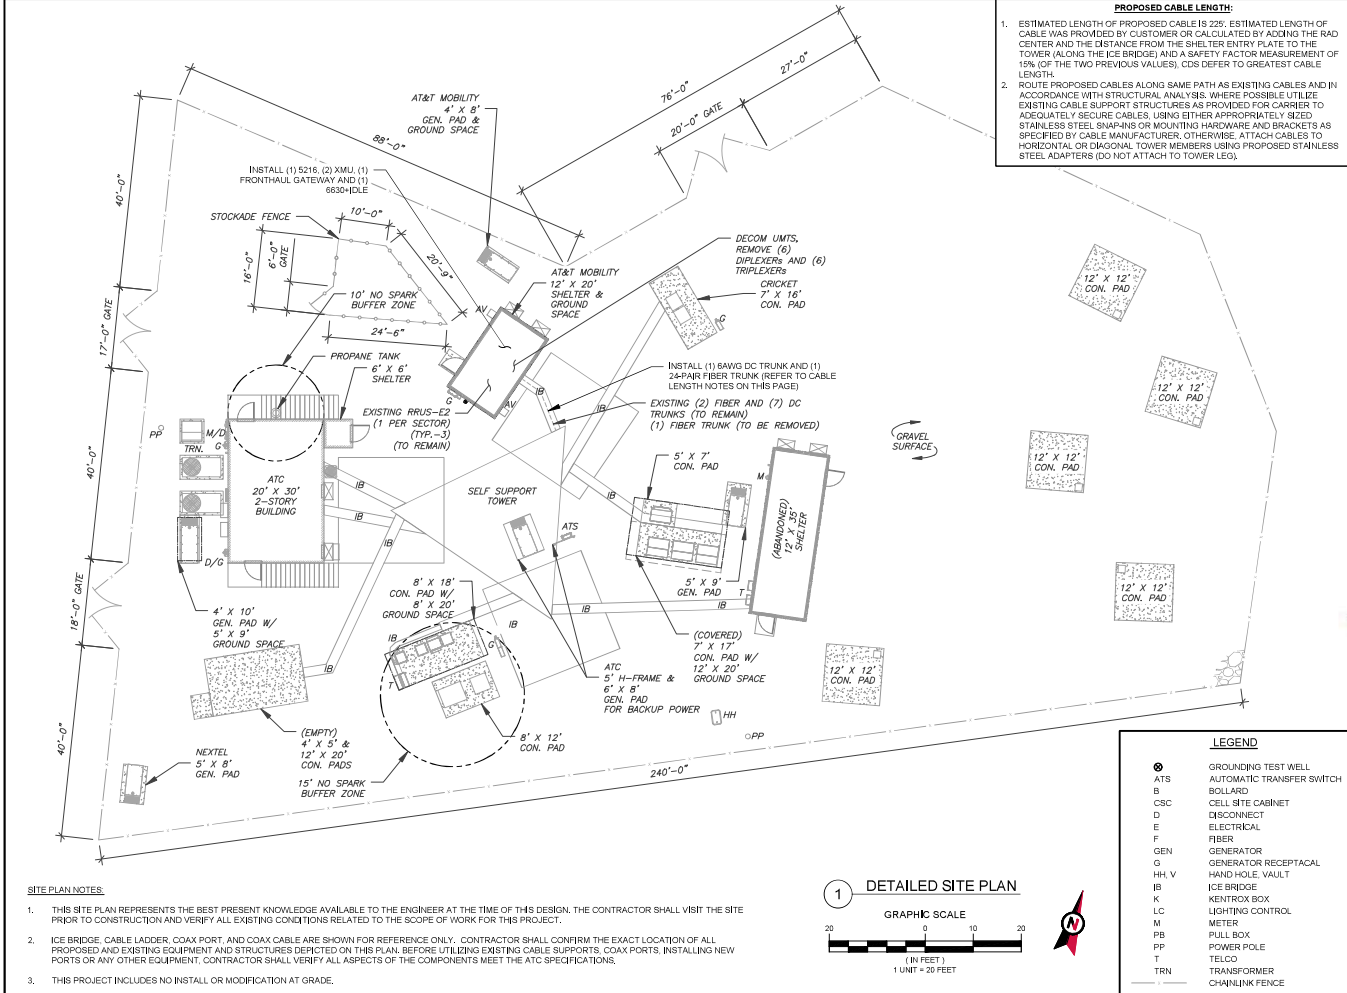 PROPOSED CABLE LENGTH:
1. ESTIMATED LENGTH OF PROPOSED CABLE IS 225'. ESTIMATED LENGTH OF
CABLE WAS PROVIDED BY CUSTOMER OR CALCULATED BY ADDING THE RAD
CENTER AND THE DISTANCE FROM THE SHELTER ENTRY PLATE TO THE
TOWER (ALONG THE ICE BRIDGE) AND A SAFETY FACTOR MEASUREMENT OF
15% (OF THE TWO PREVIOUS VALUES), CDS DEFER TO GREATEST CABLE
LENGTH.
2. ROUTE PROPOSED CABLES ALONG SAME PATH AS EXISTING CABLES AND IN
ACCORDANCE WITH STRUCTURAL ANALYSIS. WHERE POSSIBLE UTILIZE
EXISTING CABLE SUPPORT STRUCTURES AS PROVIDED FOR CARRIER TO
ADEQUATELY SECURE CABLES, USING EITHER APPROPRIATELY SIZED
STAINLESS STEEL SNAP-INS OR MOUNTING HARDWARE AND BRACKETS AS
SPECIFIED BY CABLE MANUFACTURER. OTHERWISE, ATTACH CABLES TO
HORIZONTAL OR DIAGONAL TOWER MEMBERS USING PROPOSED STAINLESS
STEEL ADAPTERS (DO NOT ATTACH TO TOWER LEG).
27'-0"
76'-0"
20'-0" GATE
88'-0"
AT&T MOBILITY
4' X 8'
GEN. PAD &
GROUND SPACE
INSTALL (1) 5216, (2) XMU, (1)
FRONTHAUL GATEWAY AND (1)
6630+IDLE
40'-0"
STOCKADE FENCE
10'-0"
6'-0"
GATE
16'-0"
20'-9"
24'-6"
10' NO SPARK
BUFFER ZONE
AT&T MOBILITY
12' X 20'
SHELTER &
GROUND
SPACE
DECOM UMTS,
REMOVE (6)
DIPLEXERs AND (6)
TRIPLEXERs
CRICKET
7' X 16'
CON. PAD
G
AV
17'-0" GATE
PROPANE TANK
6' X 6'
SHELTER
INSTALL (1) 6AWG DC TRUNK AND (1)
24-PAIR FIBER TRUNK (REFER TO CABLE
LENGTH NOTES ON THIS PAGE)
EXISTING (2) FIBER AND (7) DC
TRUNKS (TO REMAIN)
(1) FIBER TRUNK (TO BE REMOVED)
EXISTING RRUS-E2
(1 PER SECTOR)
(TYP.-3)
(TO REMAIN)
G
AV
IB
IB
12' X 12'
CON. PAD
12' X 12'
CON. PAD
12' X 12'
CON. PAD
12' X 12'
CON. PAD
12' X 12'
CON. PAD
GRAVEL
SURFACE
PP
M/D
G
TRN.
40'-0"
ATC
20' X 30'
2-STORY
BUILDING
IB
IB
IB
SELF SUPPORT
TOWER
5' X 7'
CON. PAD
IB
M
(ABANDONED)
12' X 35'
SHELTER
ATS
D/G
5' X 9'
GEN. PAD
T
IB
IB
18'-0" GATE
4' X 10'
GEN. PAD W/
5' X 9'
GROUND SPACE
8' X 18'
CON. PAD W/
8' X 20'
GROUND SPACE
IB
IB
G
T
IB
(COVERED)
7' X 17'
CON. PAD W/
12' X 20'
GROUND SPACE
ATC
5' H-FRAME &
6' X 8'
GEN. PAD
FOR BACKUP POWER
HH
PP
8' X 12'
CON. PAD
(EMPTY)
4' X 5' &
12' X 20'
CON. PADS
40'-0"
NEXTEL
5' X 8'
GEN. PAD
15' NO SPARK
BUFFER ZONE
240'-0"
LEGEND
GROUNDING TEST WELL
ATS AUTOMATIC TRANSFER SWITCH
B BOLLARD
CSC CELL SITE CABINET
D DISCONNECT
E ELECTRICAL
F FIBER
GEN GENERATOR
G GENERATOR RECEPTACAL
HH, V HAND HOLE, VAULT
IB ICE BRIDGE
K KENTROX BOX
LC LIGHTING CONTROL
M METER
PB PULL BOX
PP POWER POLE
T TELCO
TRN TRANSFORMER
CHAINLINK FENCE
SITE PLAN NOTES:
1. THIS SITE PLAN REPRESENTS THE BEST PRESENT KNOWLEDGE AVAILABLE TO THE ENGINEER AT THE TIME OF THIS DESIGN. THE CONTRACTOR SHALL VISIT THE SITE
PRIOR TO CONSTRUCTION AND VERIFY ALL EXISTING CONDITIONS RELATED TO THE SCOPE OF WORK FOR THIS PROJECT.
2. ICE BRIDGE, CABLE LADDER, COAX PORT, AND COAX CABLE ARE SHOWN FOR REFERENCE ONLY. CONTRACTOR SHALL CONFIRM THE EXACT LOCATION OF ALL
PROPOSED AND EXISTING EQUIPMENT AND STRUCTURES DEPICTED ON THIS PLAN. BEFORE UTILIZING EXISTING CABLE SUPPORTS, COAX PORTS, INSTALLING NEW
PORTS OR ANY OTHER EQUIPMENT, CONTRACTOR SHALL VERIFY ALL ASPECTS OF THE COMPONENTS MEET THE ATC SPECIFICATIONS.
3. THIS PROJECT INCLUDES NO INSTALL OR MODIFICATION AT GRADE.
1 DETAILED SITE PLAN
GRAPHIC SCALE
20 0 10 20
( IN FEET )
1 UNIT = 20 FEET
N